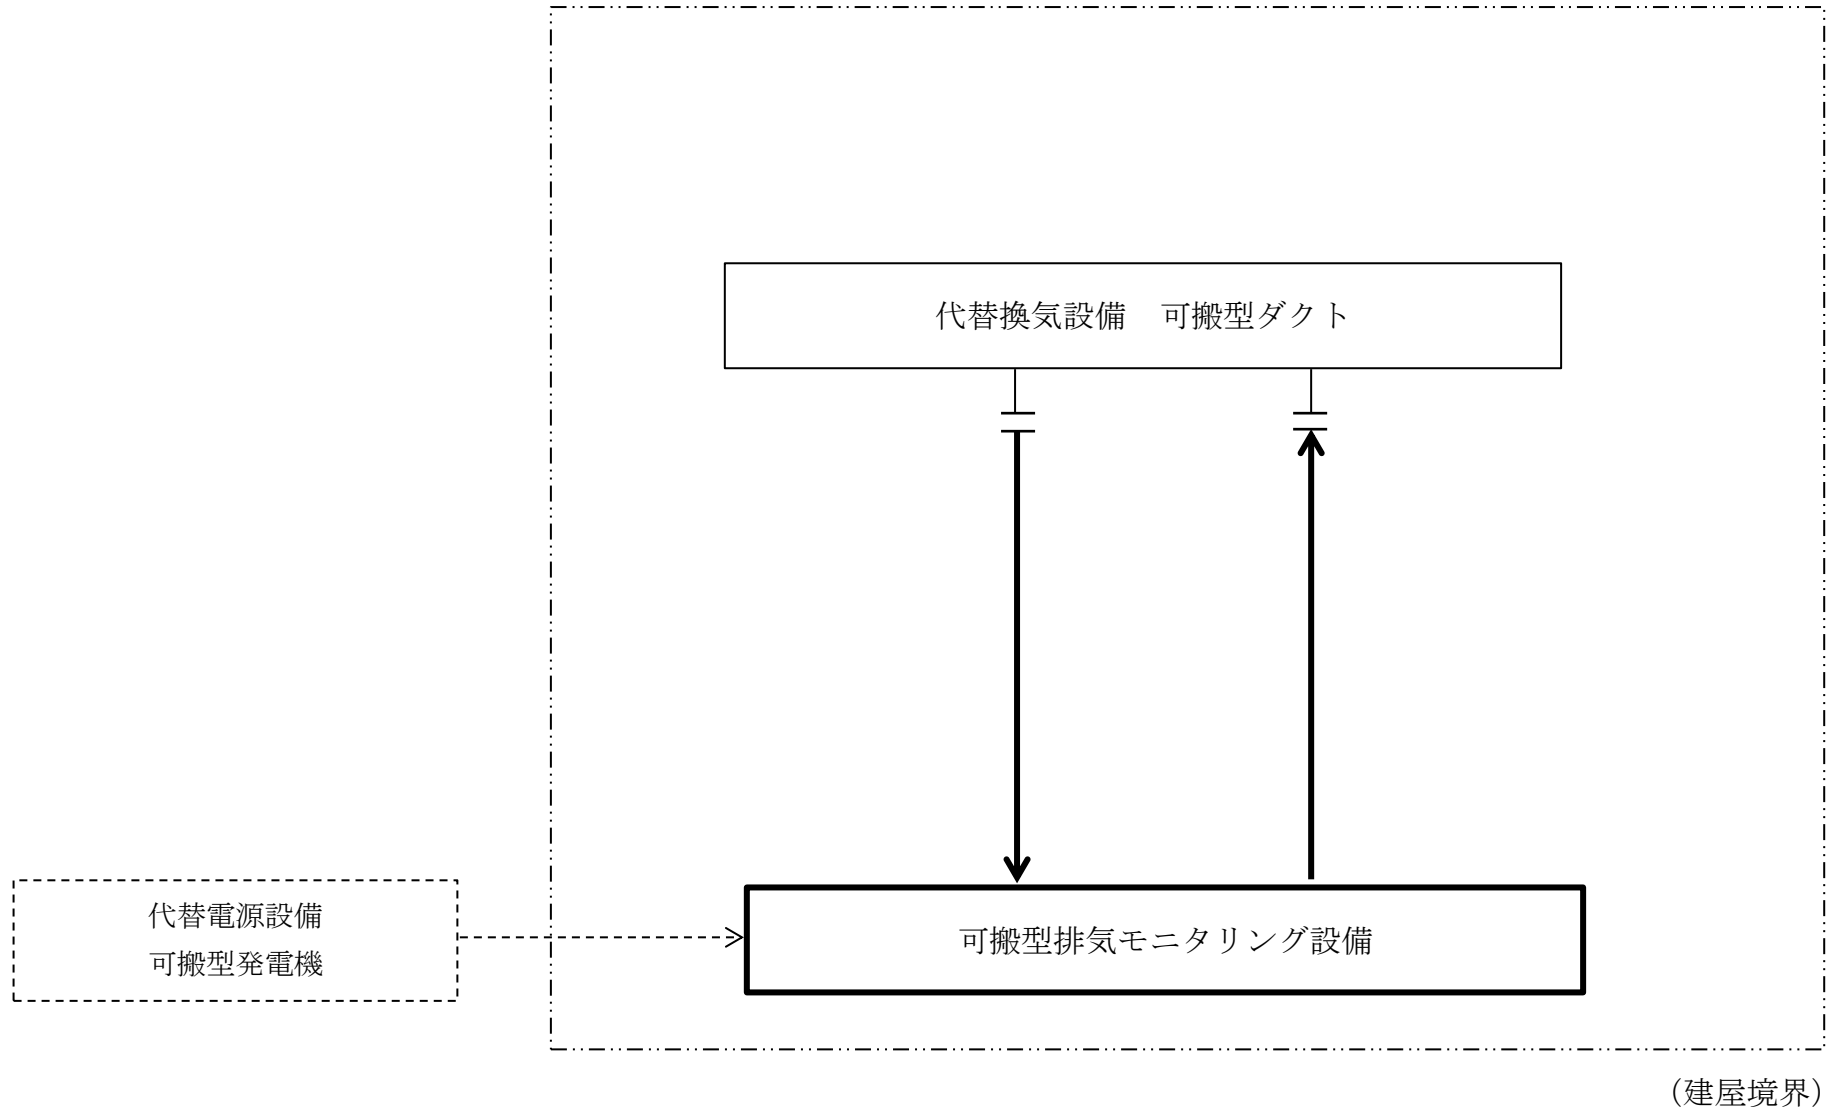 代替換気設備　可搬型ダクト
代替電源設備
可搬型発電機
可搬型排気モニタリング設備
（建屋境界）